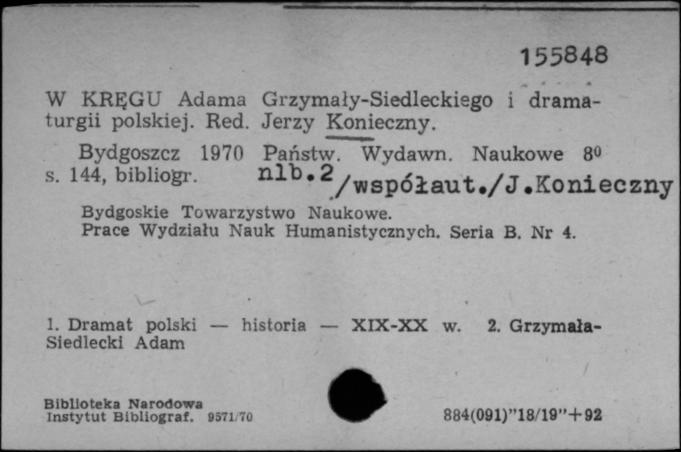 155848
W KRĘGU Adama Grzymały-Siedleckiego i drama-
turgii polskiej. Red. Jerzy Konieczny.
Bydgoszcz 1970 Państw. Wydawn. Naukowe 8⁰
s. 144, bibliogr. nlb.2 /współaut./J.Konieczny
Bydgoskie Towarzystwo Naukowe.
Prace Wydziału Nauk Humanistycznych. Seria B. Nr 4.
1. Dramat polski — historia — XIX-XX w. 2. Grzymała-
Siedlecki Adam
Biblioteka Narodowa
Instytut Bibliograf. 9571/70 884(091)"18/19"+92